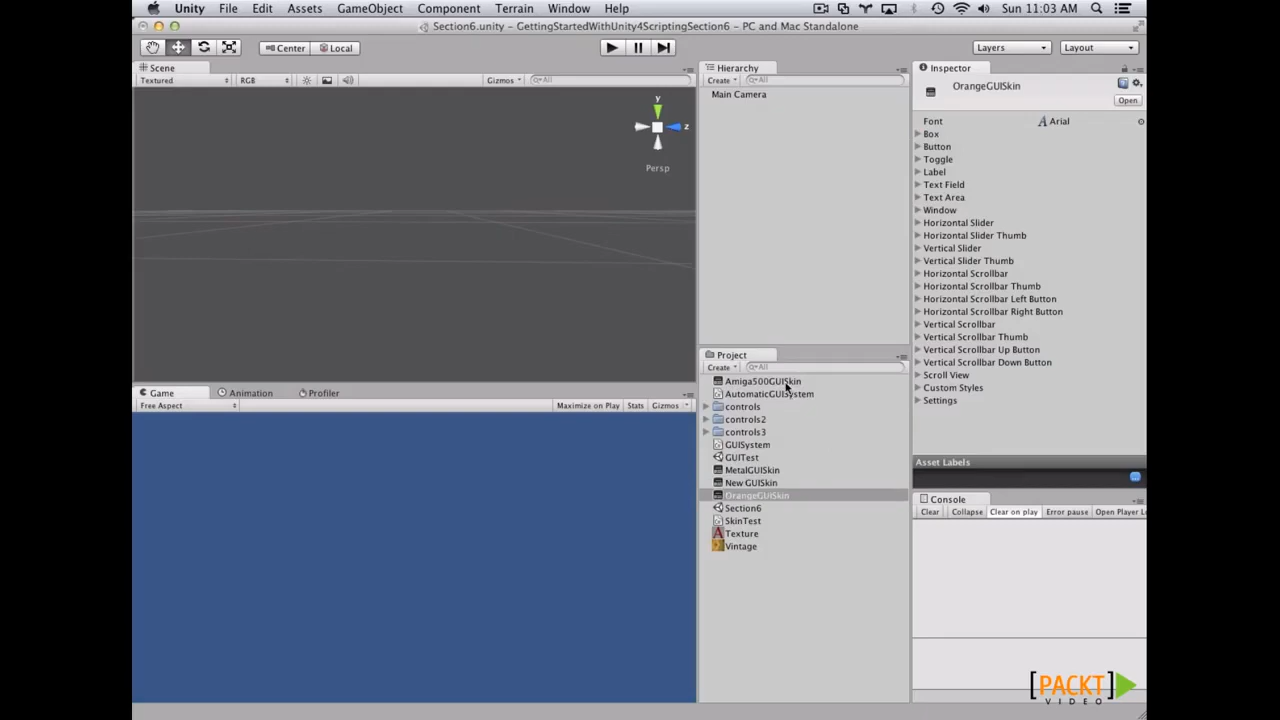 Unity File Edit Assets GameObject Component Terrain Window Help Sun 11:03 AM
Section6.unity - GettingStartedWithUnity4ScriptingSection6 - PC and Mac Standalone
Center Local Layers Layout
Scene
Textured RGB Gizmos All
y
z
Persp
Game Animation Profiler
Free Aspect Maximize on Play Stats Gizmos
Hierarchy
Create All
Main Camera
Project
Create All
Amiga500GUISkin
AutomaticGUISystem
controls
controls2
controls3
GUISystem
GUITest
MetalGUISkin
New GUISkin
OrangeGUISkin
Section6
SkinTest
Texture
Vintage
Inspector
OrangeGUISkin
Open
Font Arial
Box
Button
Toggle
Label
Text Field
Text Area
Window
Horizontal Slider
Horizontal Slider Thumb
Vertical Slider
Vertical Slider Thumb
Horizontal Scrollbar
Horizontal Scrollbar Thumb
Horizontal Scrollbar Left Button
Horizontal Scrollbar Right Button
Vertical Scrollbar
Vertical Scrollbar Thumb
Vertical Scrollbar Up Button
Vertical Scrollbar Down Button
Scroll View
Custom Styles
Settings
Asset Labels
Console
Clear Collapse Clear on play Error pause Open Player L
[PACKT]
VIDEO